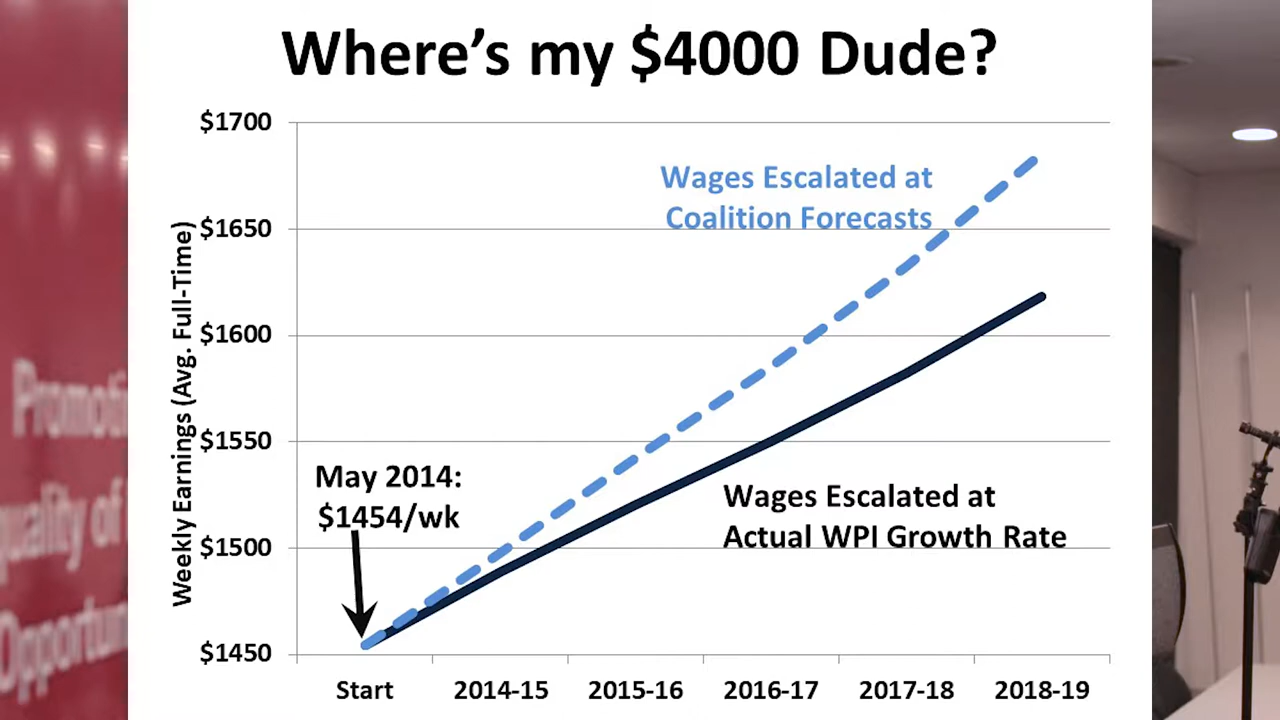 Where's my $4000 Dude?
$1700
$1650
$1600
$1550
$1500
$1450
Weekly Earnings (Avg. Full-Time)
Wages Escalated at
Coalition Forecasts
May 2014:
$1454/wk
Wages Escalated at
Actual WPI Growth Rate
Start
2014-15
2015-16
2016-17
2017-18
2018-19